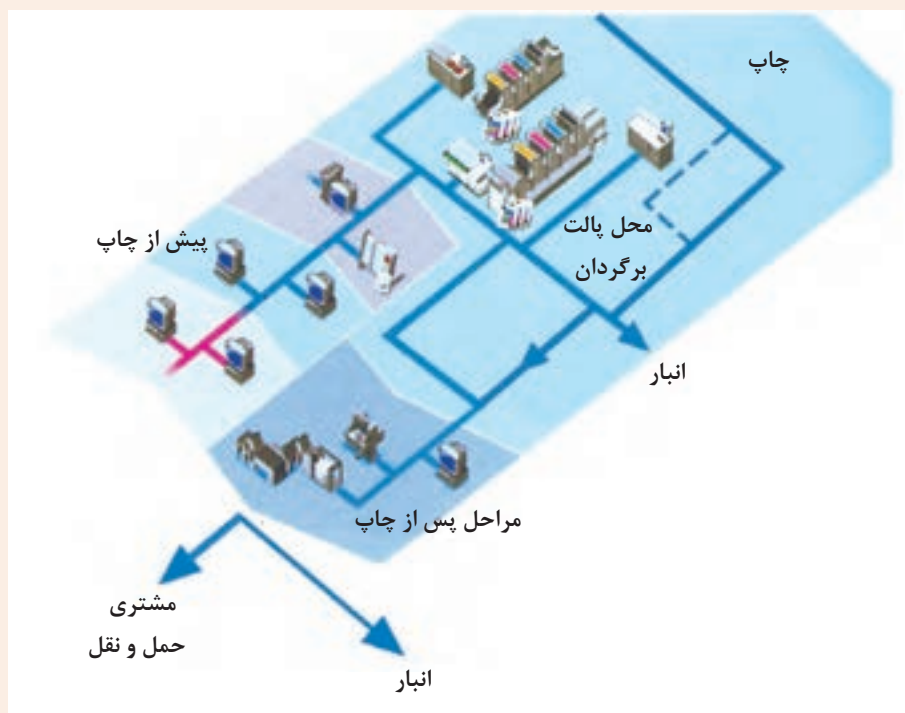 چاپ
محل پالت
برگردان
پیش از چاپ
انبار
مراحل پس از چاپ
مشتری
حمل و نقل
انبار